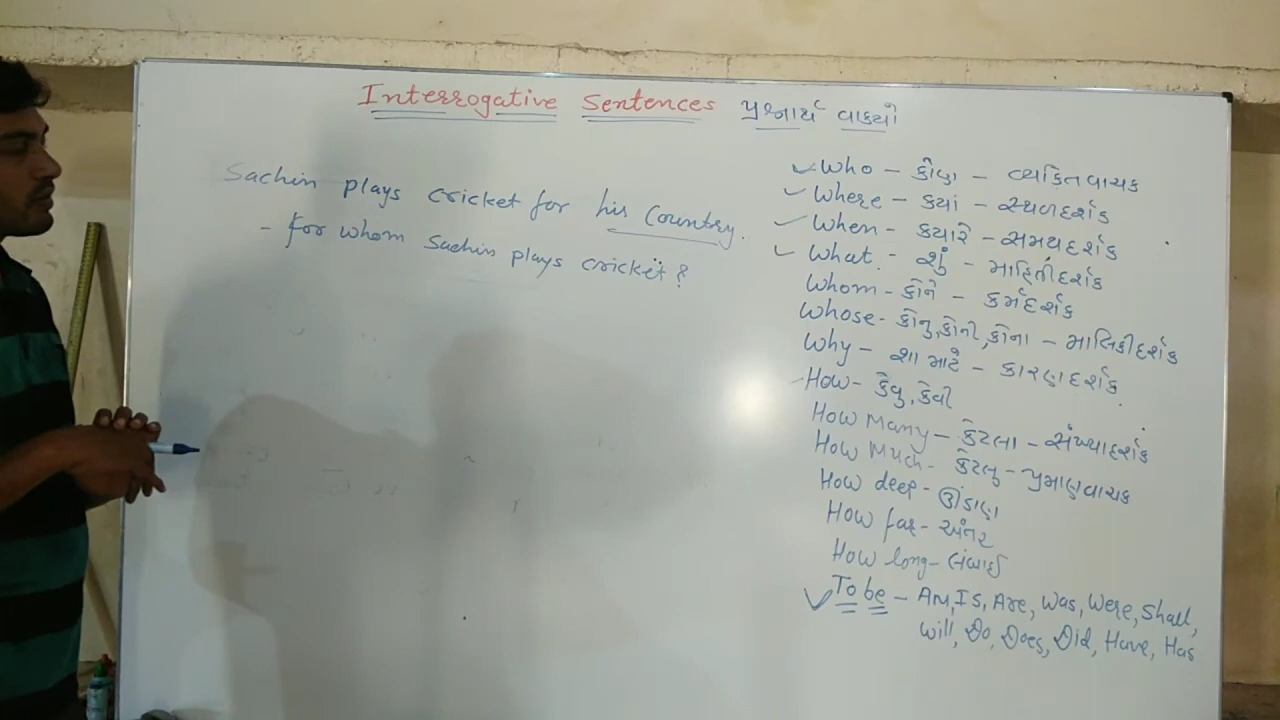 Interrogative Sentences પ્રશ્નાર્થ વાક્યો
Sachin plays cricket for his Country.
- for whom Sachin plays cricket?
Who - કોણ - વ્યકિતવાચક
Where - કયાં - સ્થળદર્શક
When - કયારે - સમયદર્શક
What - શું - માહિતીદર્શક
Whom - કોને - કર્મદર્શક
Whose - કોનુ, કોની, કોના - માલિકીદર્શક
Why - શા માટે - કારણદર્શક
How - કેવુ, કેવી
How Many - કેટલા - સંખ્યાદર્શક
How Much - કેટલુ - પ્રમાણવાચક
How deep - ઊંડાણ
How far - અંતર
How long - લંબાઈ
To be - Am, Is, Are, Was, Were, Shall,
Will, Do, Does, Did, Have, Has